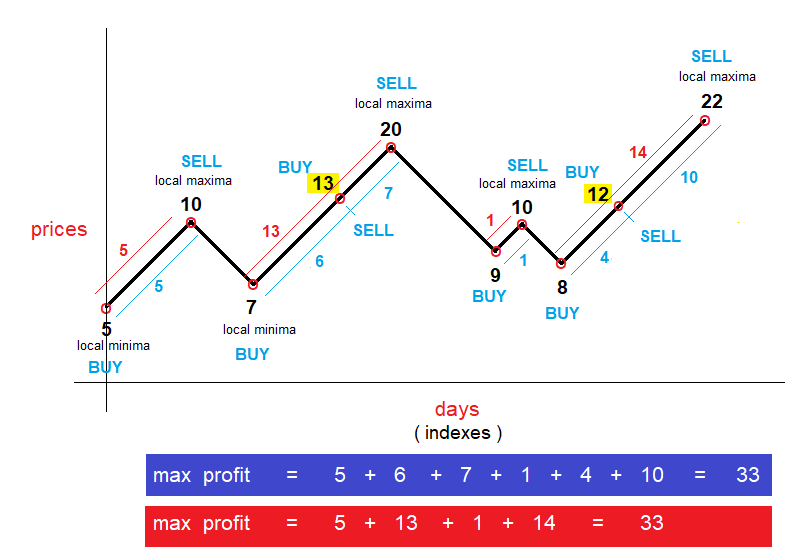 SELL
local maxima
22
SELL
local maxima
20
14
BUY
12
10
SELL
4
SELL
local maxima
10
BUY
13
7
SELL
13
6
SELL
local maxima
10
1
1
9
BUY
8
BUY
prices
5
5
5
local minima
BUY
7
local minima
BUY
days
( indexes )
max profit = 5 + 6 + 7 + 1 + 4 + 10 = 33
max profit = 5 + 13 + 1 + 14 = 33